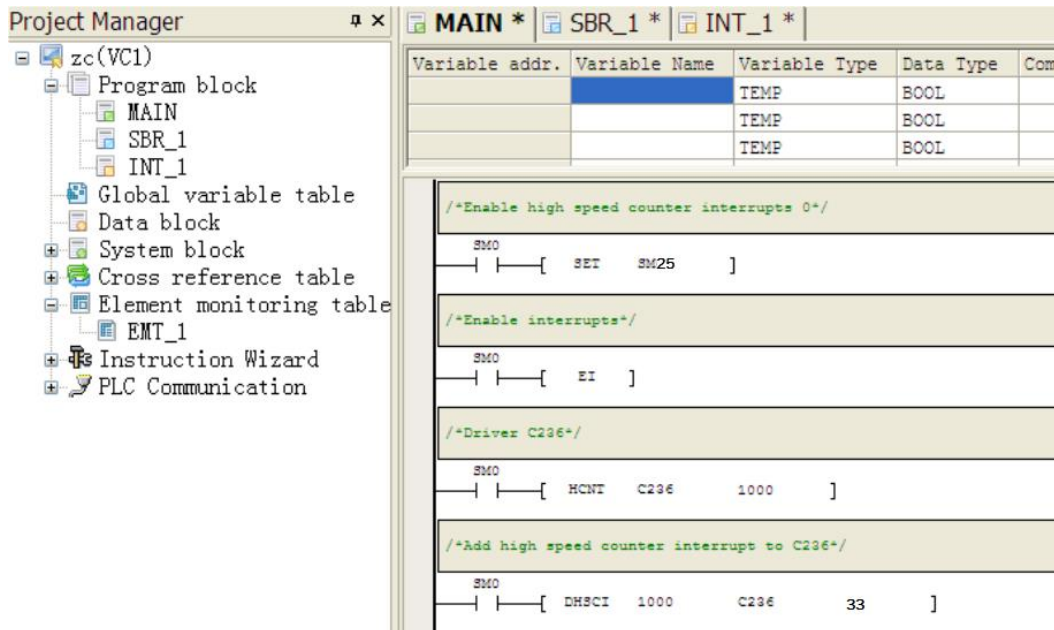 Project Manager
zc(VC1)
Program block
MAIN
SBR_1
INT_1
Global variable table
Data block
System block
Cross reference table
Element monitoring table
EMT_1
Instruction Wizard
PLC Communication
MAIN * SBR_1 * INT_1 *
Variable addr. Variable Name Variable Type Data Type Com
TEMP BOOL
TEMP BOOL
TEMP BOOL
/*Enable high speed counter interrupts 0*/
SM0
[ SET SM25 ]
/*Enable interrupts*/
SM0
[ EI ]
/*Driver C236*/
SM0
[ HCNT C236 1000 ]
/*Add high speed counter interrupt to C236*/
SM0
[ DHSCI 1000 C236 33 ]